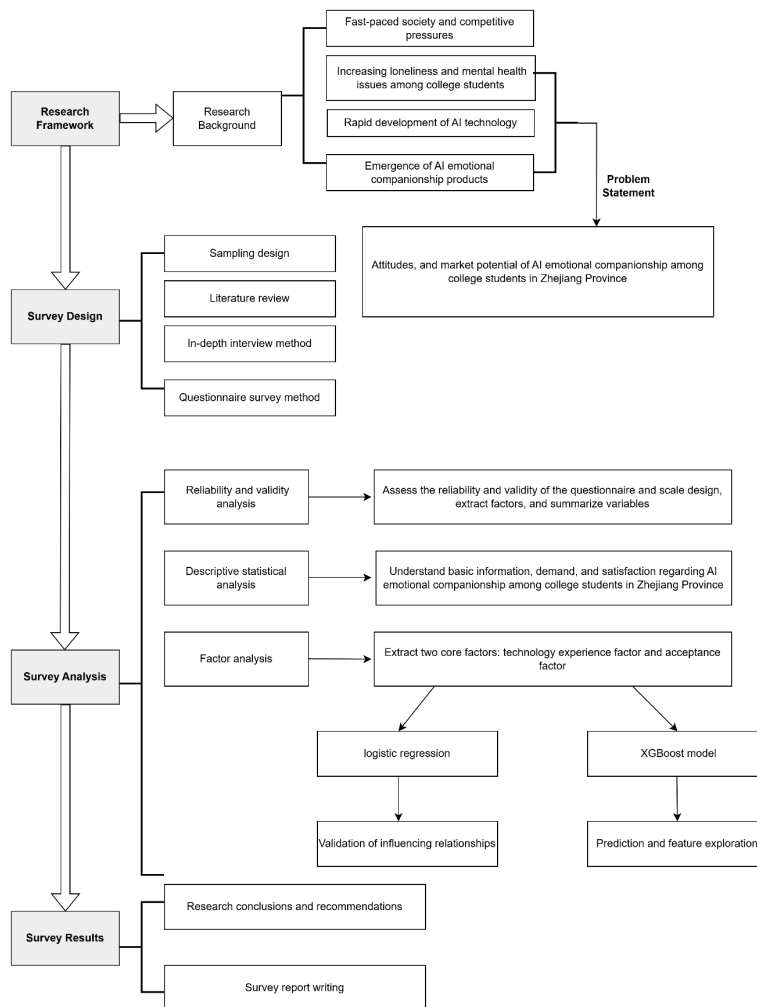 Fast-paced society and competitive
pressures
Increasing loneliness and mental health
issues among college students
Research
Framework
Research
Background
Rapid development of AI technology
Emergence of AI emotional
companionship products
Problem
Statement
Sampling design
Attitudes, and market potential of AI emotional companionship among
college students in Zhejiang Province
Literature review
Survey Design
In-depth interview method
Questionnaire survey method
Reliability and validity
analysis
Assess the reliability and validity of the questionnaire and scale design,
extract factors, and summarize variables
Descriptive statistical
analysis
Understand basic information, demand, and satisfaction regarding AI
emotional companionship among college students in Zhejiang Province
Factor analysis
Extract two core factors: technology experience factor and acceptance
factor
Survey Analysis
logistic regression
XGBoost model
Validation of influencing relationships
Prediction and feature exploration
Research conclusions and recommendations
Survey Results
Survey report writing